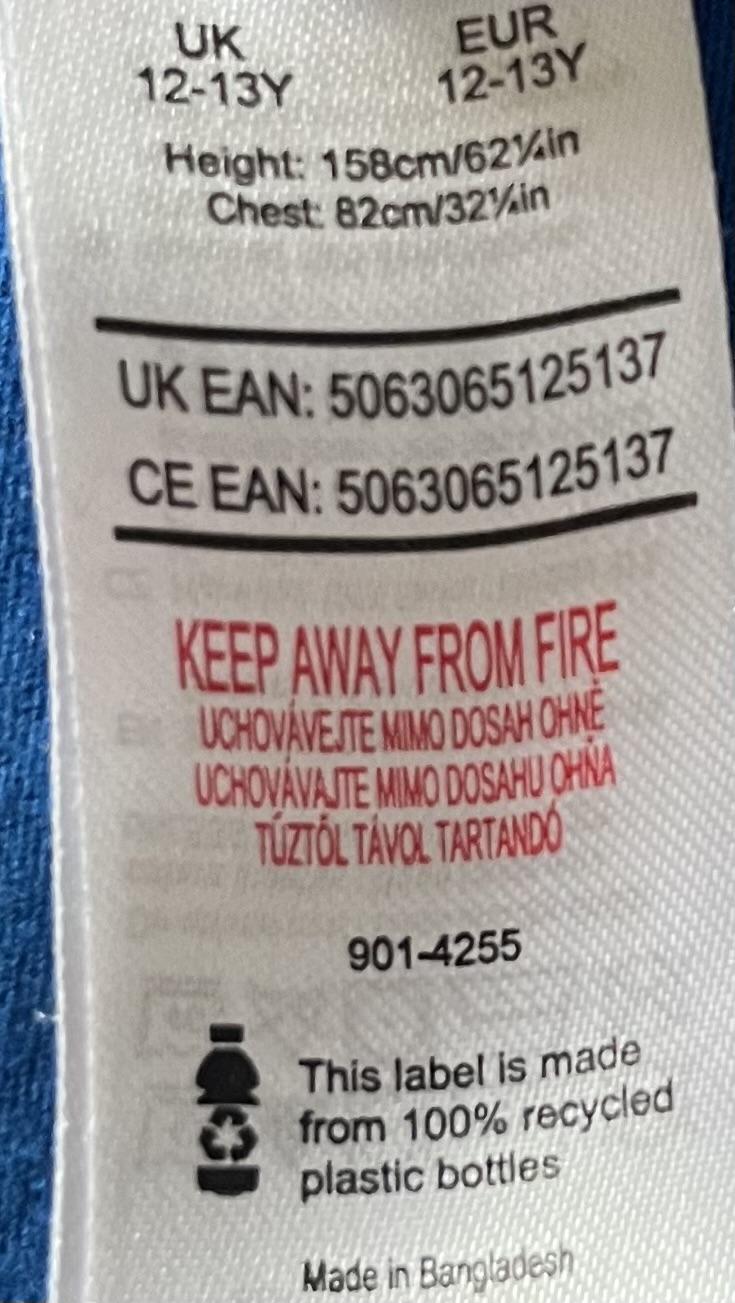 UK EUR
12-13Y 12-13Y
Height: 158cm/62¼in
Chest: 82cm/32¼in
UK EAN: 5063065125137
CE EAN: 5063065125137
KEEP AWAY FROM FIRE
UCHOVÁVEJTE MIMO DOSAH OHNĚ
UCHOVÁVAJTE MIMO DOSAHU OHŇA
TŰZTŐL TÁVOL TARTANDÓ
901-4255
This label is made
from 100% recycled
plastic bottles
Made in Bangladesh